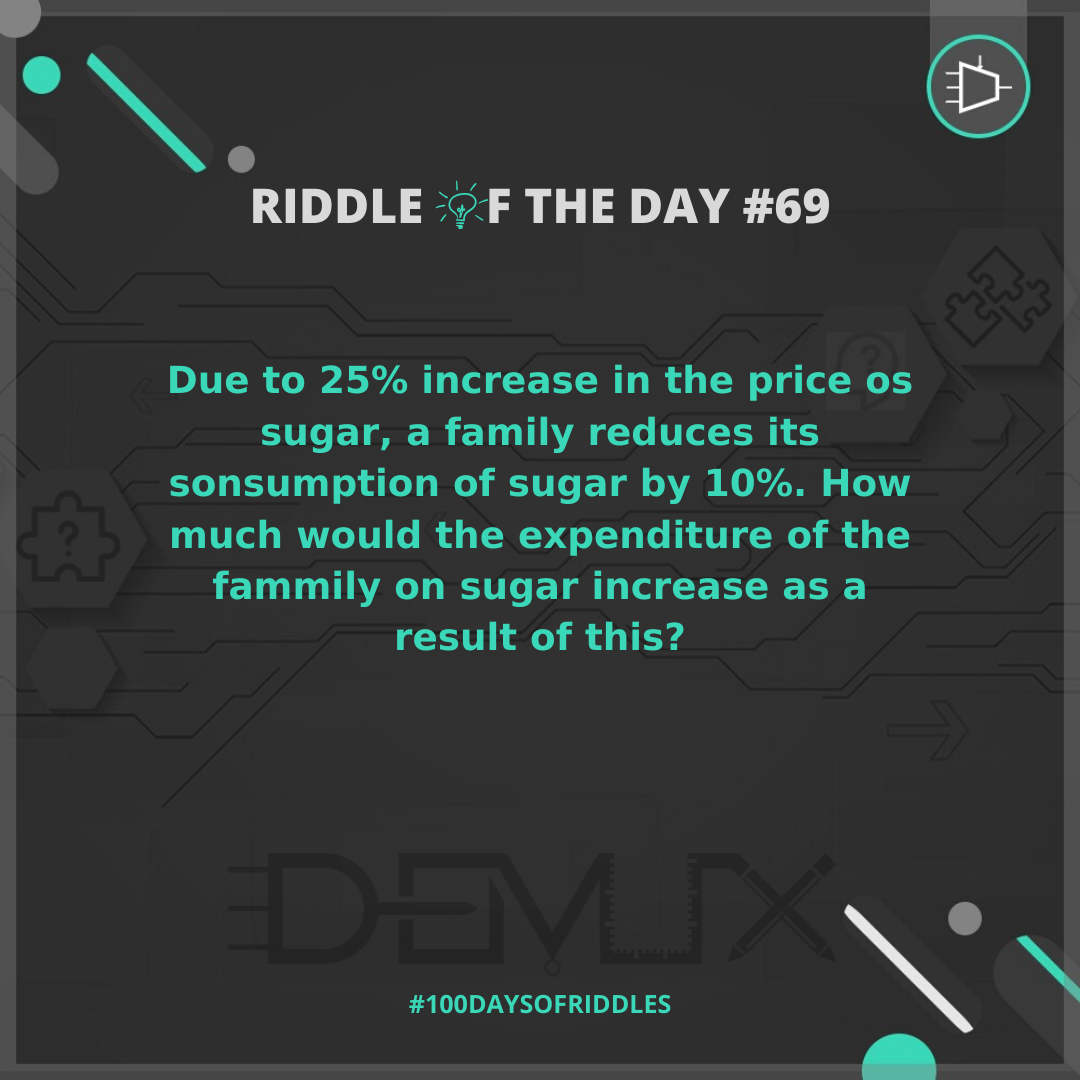 RIDDLE OF THE DAY #69
Due to 25% increase in the price os
sugar, a family reduces its
sonsumption of sugar by 10%. How
much would the expenditure of the
fammily on sugar increase as a
result of this?
DEMUX
#100DAYSOFRIDDLES